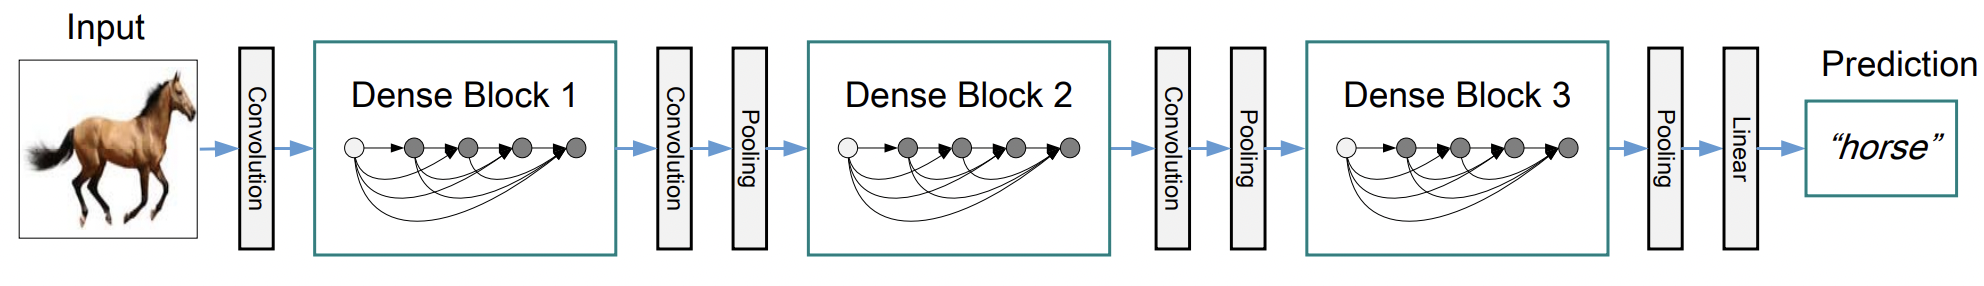 Input
Convolution
Dense Block 1
Convolution
Pooling
Dense Block 2
Convolution
Pooling
Dense Block 3
Pooling
Linear
Prediction
“horse”